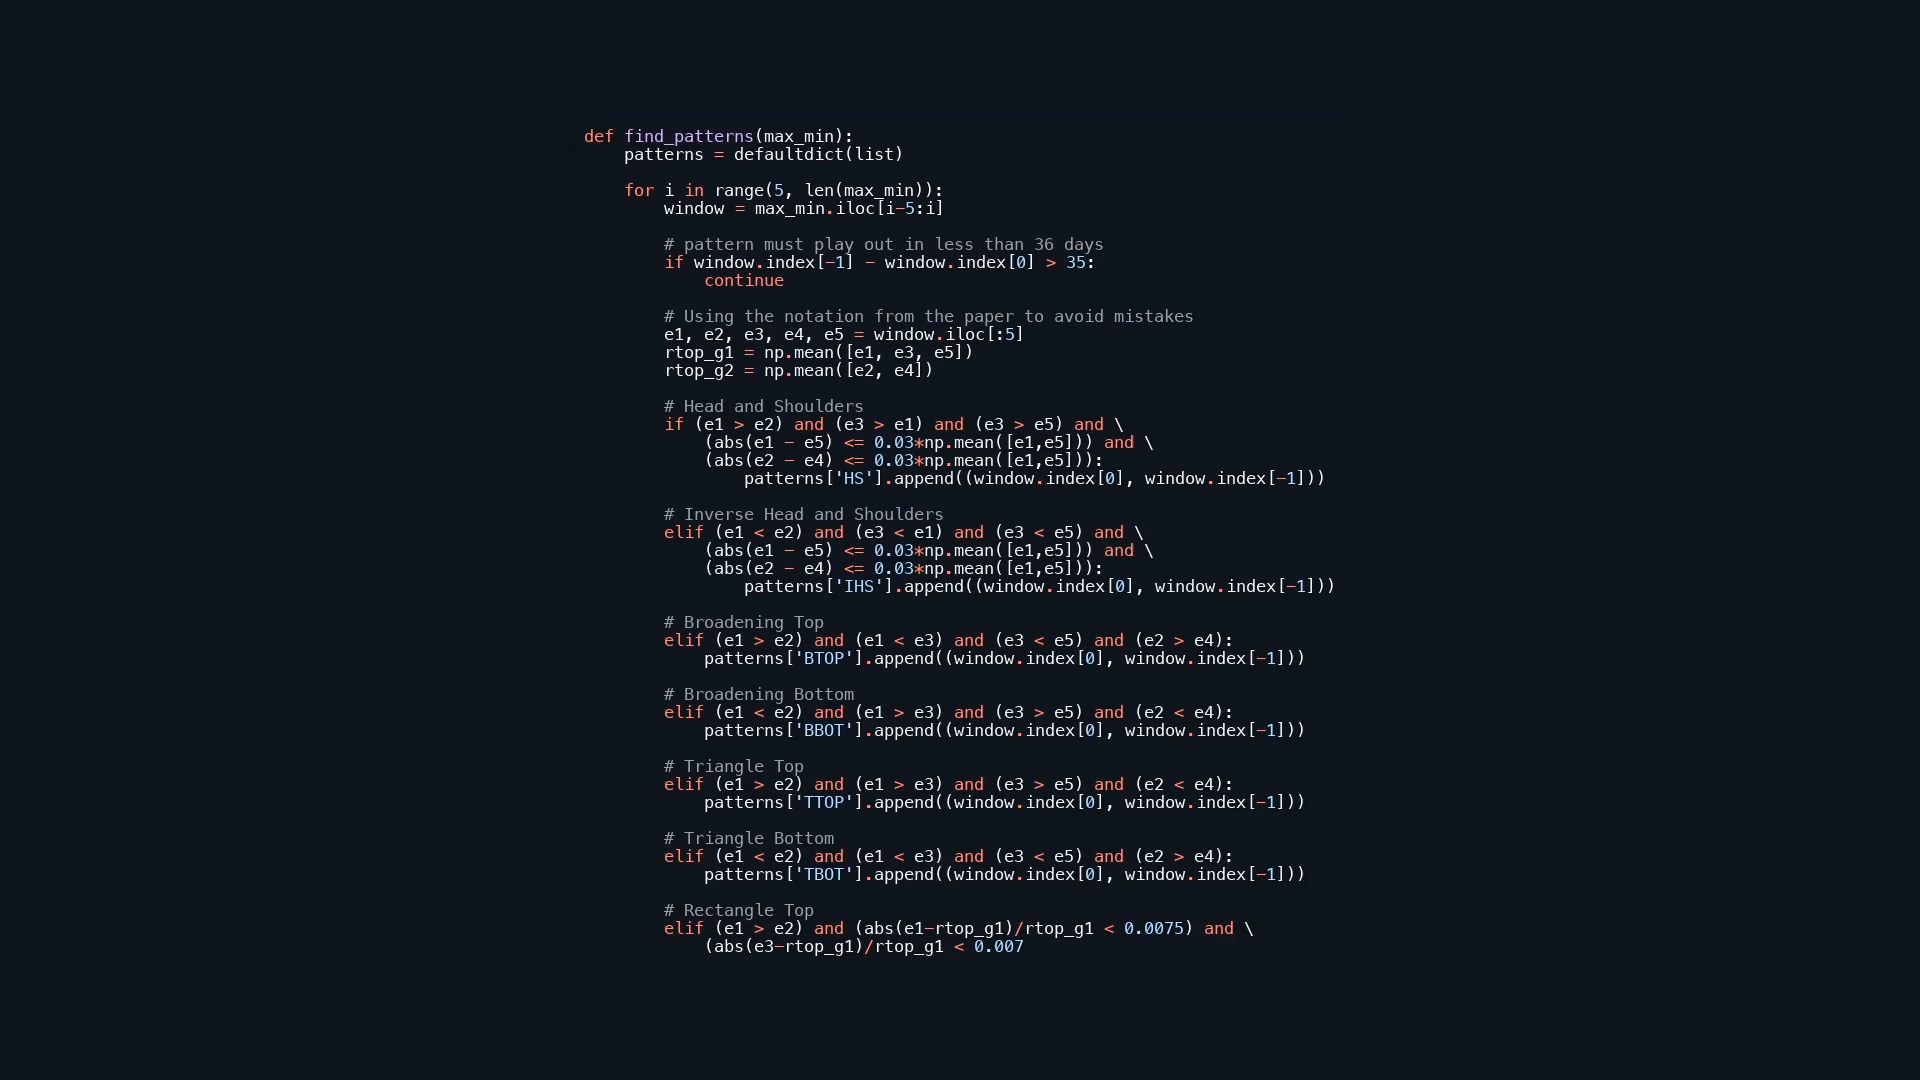 def find_patterns(max_min):
    patterns = defaultdict(list)

    for i in range(5, len(max_min)):
        window = max_min.iloc[i-5:i]

        # pattern must play out in less than 36 days
        if window.index[-1] - window.index[0] > 35:
            continue

        # Using the notation from the paper to avoid mistakes
        e1, e2, e3, e4, e5 = window.iloc[:5]
        rtop_g1 = np.mean([e1, e3, e5])
        rtop_g2 = np.mean([e2, e4])

        # Head and Shoulders
        if (e1 > e2) and (e3 > e1) and (e3 > e5) and \
            (abs(e1 - e5) <= 0.03*np.mean([e1,e5])) and \
            (abs(e2 - e4) <= 0.03*np.mean([e1,e5])):
                patterns['HS'].append((window.index[0], window.index[-1]))

        # Inverse Head and Shoulders
        elif (e1 < e2) and (e3 < e1) and (e3 < e5) and \
            (abs(e1 - e5) <= 0.03*np.mean([e1,e5])) and \
            (abs(e2 - e4) <= 0.03*np.mean([e1,e5])):
                patterns['IHS'].append((window.index[0], window.index[-1]))

        # Broadening Top
        elif (e1 > e2) and (e1 < e3) and (e3 < e5) and (e2 > e4):
            patterns['BTOP'].append((window.index[0], window.index[-1]))

        # Broadening Bottom
        elif (e1 < e2) and (e1 > e3) and (e3 > e5) and (e2 < e4):
            patterns['BBOT'].append((window.index[0], window.index[-1]))

        # Triangle Top
        elif (e1 > e2) and (e1 > e3) and (e3 > e5) and (e2 < e4):
            patterns['TTOP'].append((window.index[0], window.index[-1]))

        # Triangle Bottom
        elif (e1 < e2) and (e1 < e3) and (e3 < e5) and (e2 > e4):
            patterns['TBOT'].append((window.index[0], window.index[-1]))

        # Rectangle Top
        elif (e1 > e2) and (abs(e1-rtop_g1)/rtop_g1 < 0.0075) and \
            (abs(e3-rtop_g1)/rtop_g1 < 0.007